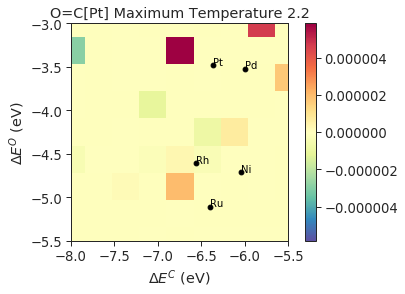 O=C[Pt] Maximum Temperature 2.2
−3.0
−3.5
−4.0
−4.5
−5.0
−5.5
ΔE^O (eV)
Pt
Pd
Rh
Ni
Ru
−8.0 −7.5 −7.0 −6.5 −6.0 −5.5
ΔE^C (eV)
0.000004
0.000002
0.000000
−0.000002
−0.000004